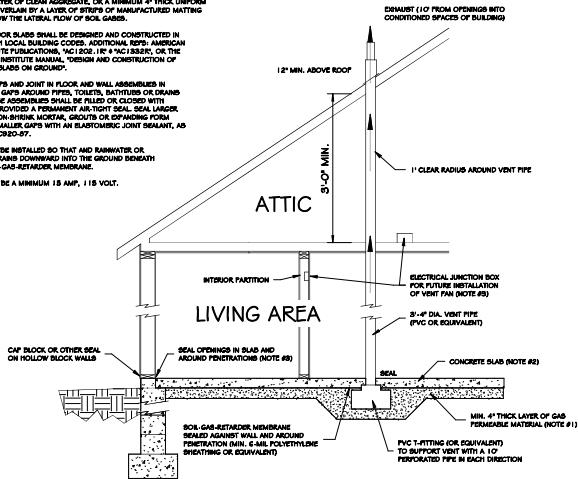 TER OF CLEAN AGGREGATE, OR A MINIMUM 4" THICK UNIFORM
OVERLAIN BY A LAYER OF STRIPS OF MANUFACTURED MATTING
OW THE LATERAL FLOW OF SOIL GASES.
OOR SLABS SHALL BE DESIGNED AND CONSTRUCTED IN
H LOCAL BUILDING CODES. ADDITIONAL REFS: AMERICAN
TE PUBLICATIONS, "AC1202.1R" & "AC1332R", OR THE
INSTITUTE MANUAL, "DESIGN AND CONSTRUCTION OF
SLABS ON GROUND".
PS AND JOINT IN FLOOR AND WALL ASSEMBLIES IN
GAPS AROUND PIPES, TOILETS, BATHTUBS OR DRAINS
E ASSEMBLIES SHALL BE FILLED OR CLOSED WITH
PROVIDED A PERMANENT AIR-TIGHT SEAL. SEAL LARGER
ON-SHRINK MORTAR, GROUTS OR EXPANDING FORM
MALLER GAPS WITH AN ELASTOMERIC JOINT SEALANT, AS
C920-87.
BE INSTALLED SO THAT AND RAINWATER OR
RAINS DOWNWARD INTO THE GROUND BENEATH
-GAS-RETARDER MEMBRANE.
BE A MINIMUM 15 AMP, 115 VOLT.
EXHAUST (10' FROM OPENINGS INTO
CONDITIONED SPACES OF BUILDING)
12" MIN. ABOVE ROOF
3'-0" MIN.
1' CLEAR RADIUS AROUND VENT PIPE
ATTIC
INTERIOR PARTITION
ELECTRICAL JUNCTION BOX
FOR FUTURE INSTALLATION
OF VENT FAN (NOTE #5)
LIVING AREA
3'-4" DIA. VENT PIPE
(PVC OR EQUIVALENT)
CAP BLOCK OR OTHER SEAL
ON HOLLOW BLOCK WALLS
SEAL OPENINGS IN SLAB AND
AROUND PENETRATIONS (NOTE #3)
SEAL
CONCRETE SLAB (NOTE #2)
MIN. 4" THICK LAYER OF GAS
PERMEABLE MATERIAL (NOTE #1)
SOIL-GAS-RETARDER MEMBRANE
SEALED AGAINST WALL AND AROUND
PENETRATION (MIN. 6-MIL POLYETHYLENE
SHEATHING OR EQUIVALENT)
PVC T-FITTING (OR EQUIVALENT)
TO SUPPORT VENT WITH A 10'
PERFORATED PIPE IN EACH DIRECTION